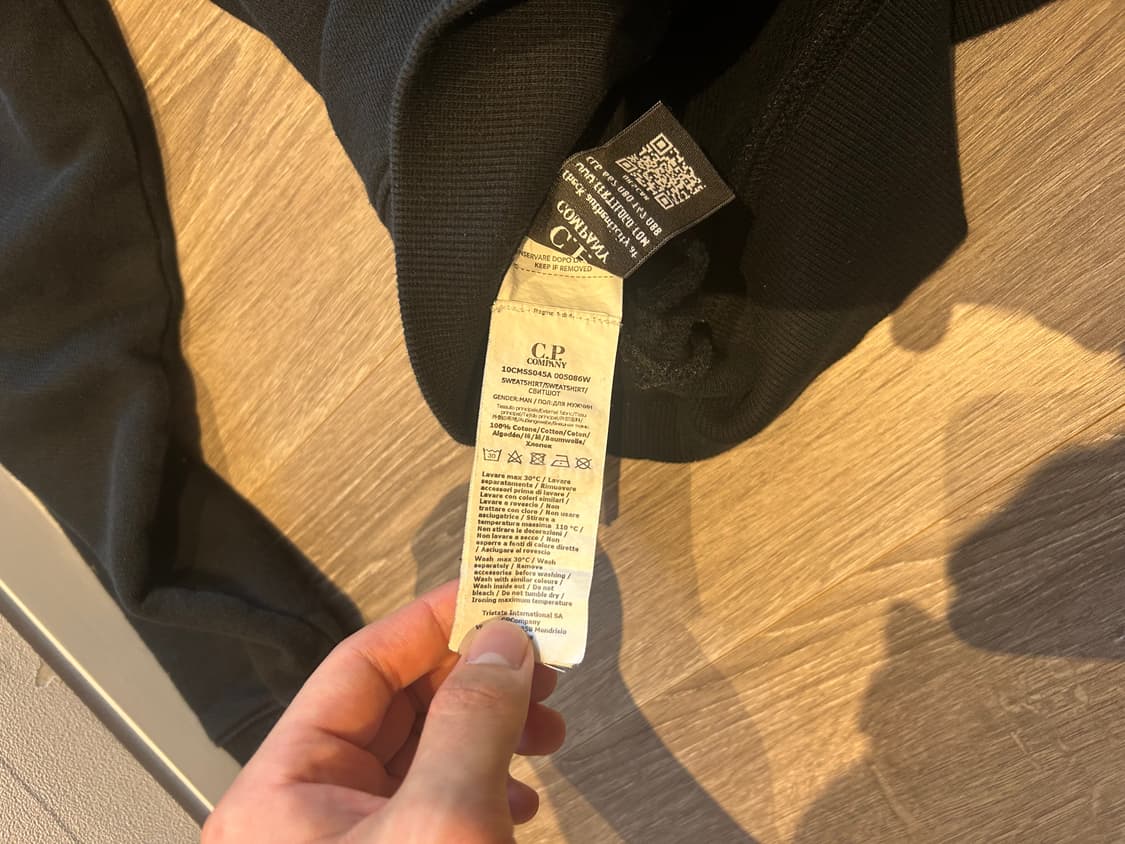 COMPANY
KEEP IF REMOVED
C.P.
COMPANY
10CMSS045A 005086W
SWEATSHIRT/SWEATSHIRT/
СВИТШОТ
GENDER:MAN / ПОЛ:ДЛЯ МУЖЧИН
100% Cotone/Cotton/Coton/
Baumwolle/
Хлопок
30
Lavare max 30°C / Lavare
separatamente / Rimuovere
accessori prima di lavare /
Lavare con colori similari /
Lavare a rovescio / Non
trattare con cloro / Non usare
asciugatrice / Stirare a
temperatura massima 110 °C /
Non stirare le decorazioni /
Non lavare a secco / Non
esporre a fonti di calore dirette
/ Asciugare al rovescio
Wash max 30°C / Wash
separately / Remove
accessories before washing /
Wash with similar colours /
Wash inside out / Do not
bleach / Do not tumble dry /
Ironing maximum temperature
Tristate International SA
CPCompany
Mendrisio